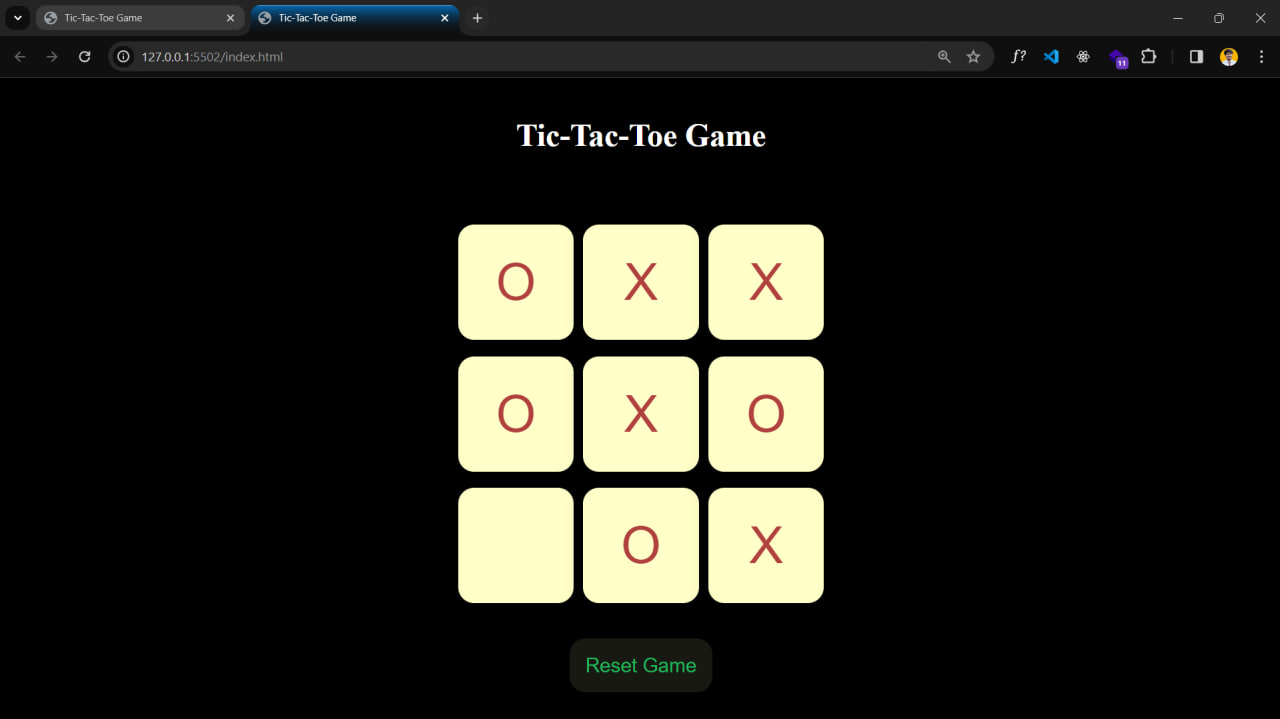 Tic-Tac-Toe Game
Tic-Tac-Toe Game
127.0.0.1:5502/index.html
f?
11
Tic-Tac-Toe Game
O X X
O X O
O X
Reset Game